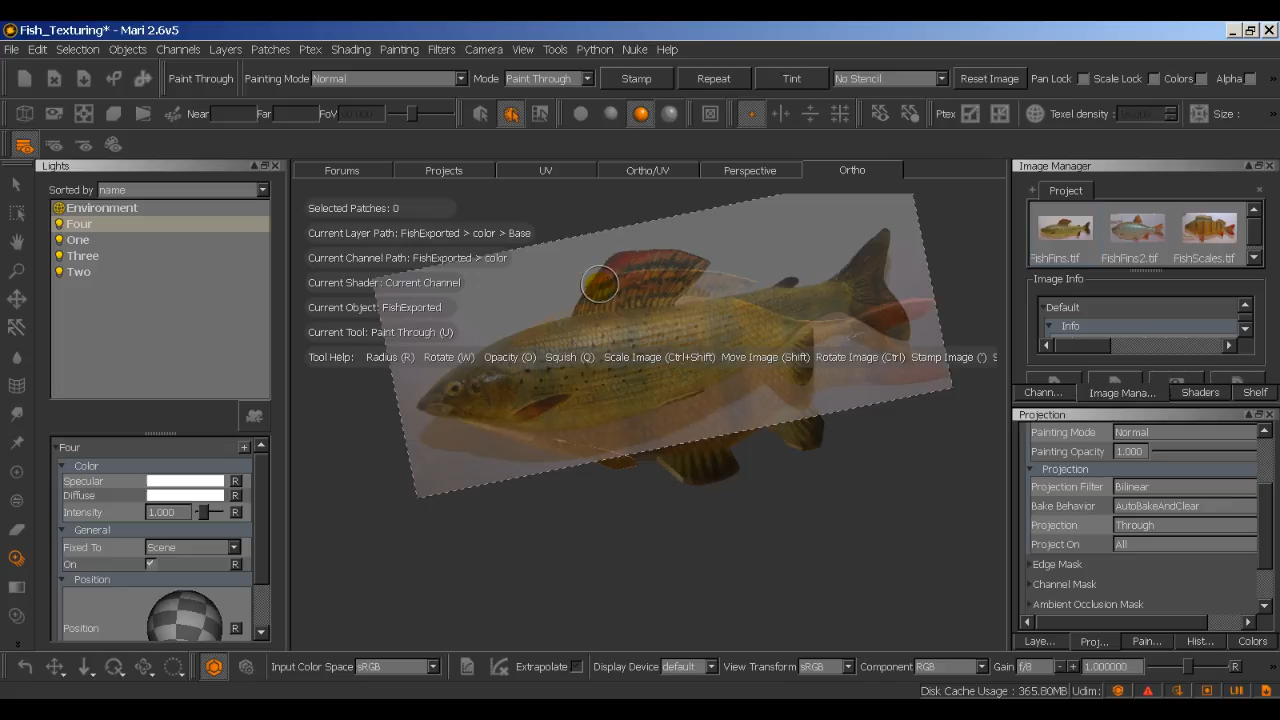 Fish_Texturing* - Mari 2.6v5
File Edit Selection Objects Channels Layers Patches Ptex Shading Painting Filters Camera View Tools Python Nuke Help
Paint Through Painting Mode Normal Mode Paint Through Stamp Repeat Tint No Stencil Reset Image Pan Lock Scale Lock Colors Alpha
Near Far FoV Ptex Texel density : Size :
Lights
Sorted by name
Environment
Four
One
Three
Two
Four
Color
Specular R
Diffuse R
Intensity 1.000 R
General
Fixed To Scene
On R
Position
Position R
Forums Projects UV Ortho/UV Perspective Ortho
Selected Patches: 0
Current Layer Path: FishExported > color > Base
Current Channel Path: FishExported > color
Current Shader: Current Channel
Current Object: FishExported
Current Tool: Paint Through (U)
Tool Help: Radius (R) Rotate (W) Opacity (O) Squish (Q) Scale Image (Ctrl+Shift) Move Image (Shift) Rotate Image (Ctrl) Stamp Image (') S
Image Manager
Project
FishFins.tif FishFins2.tif FishScales.tif
Image Info
Default
Info
Chann... Image Mana... Shaders Shelf
Projection
Painting Mode Normal
Painting Opacity 1.000
Projection
Projection Filter Bilinear
Bake Behavior AutoBakeAndClear
Projection Through
Project On All
Edge Mask
Channel Mask
Ambient Occlusion Mask
Laye... Proj... Pain... Hist... Colors
Input Color Space sRGB Extrapolate Display Device default View Transform sRGB Component RGB Gain f/8 - + 1.000000 R
Disk Cache Usage : 365.80MB Udim: